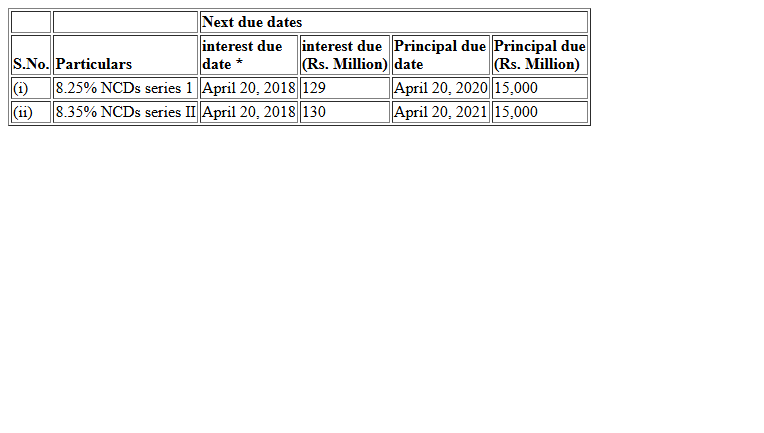 Next due dates
S.No. Particulars interest due date * interest due (Rs. Million) Principal due date Principal due (Rs. Million)
(i) 8.25% NCDs series 1 April 20, 2018 129 April 20, 2020 15,000
(ii) 8.35% NCDs series II April 20, 2018 130 April 20, 2021 15,000